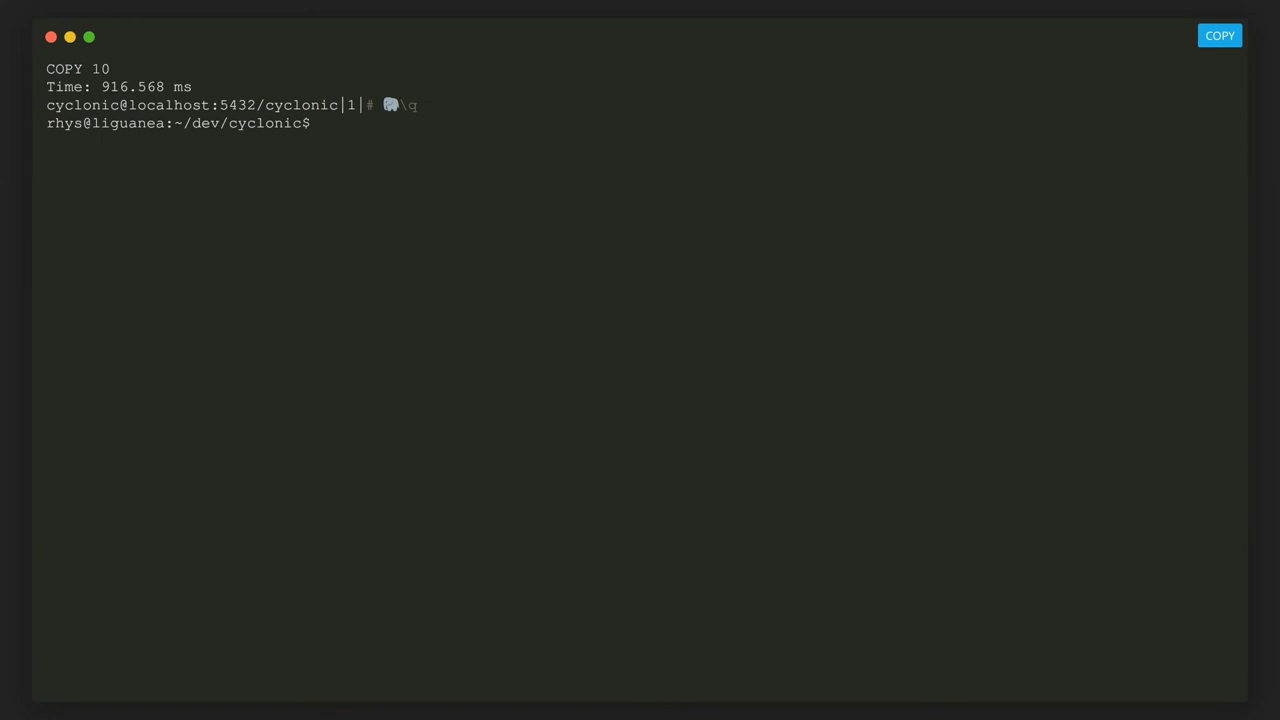 COPY
COPY 10
Time: 916.568 ms
cyclonic@localhost:5432/cyclonic|1|# 🐘\q
rhys@liguanea:~/dev/cyclonic$